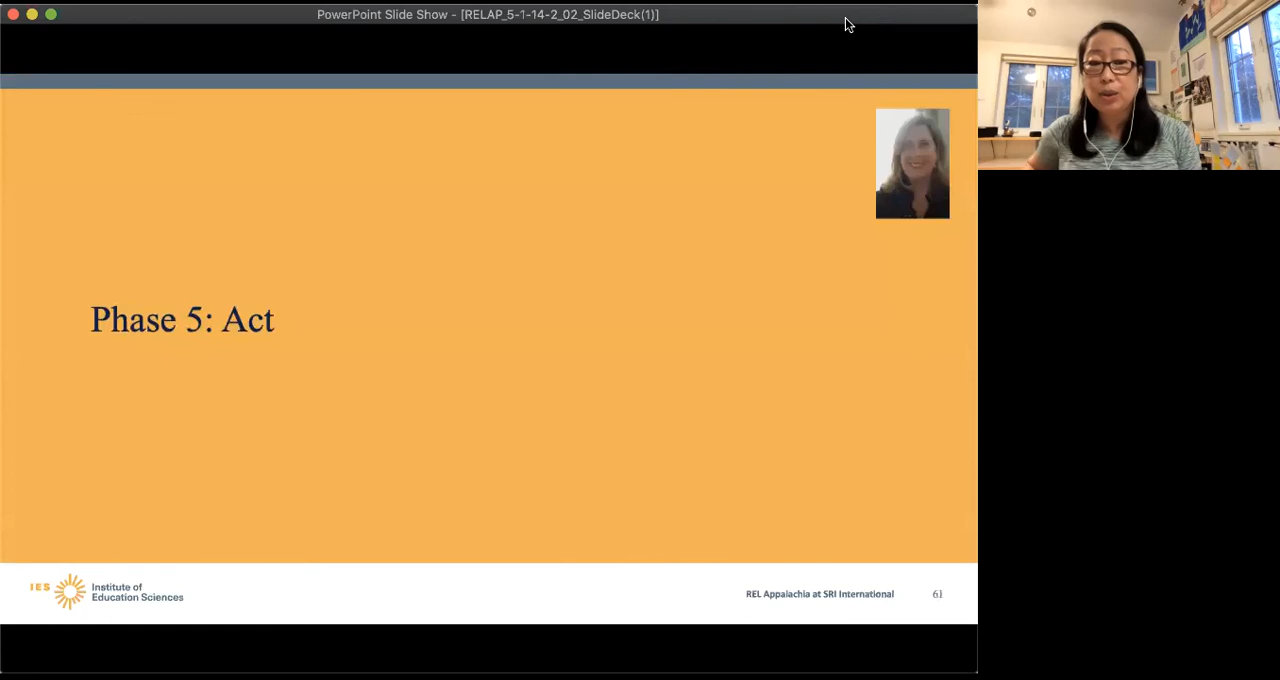 PowerPoint Slide Show - [RELAP_5-1-14-2_02_SlideDeck(1)]
Phase 5: Act
IES
Institute of
Education Sciences
REL Appalachia at SRI International
61